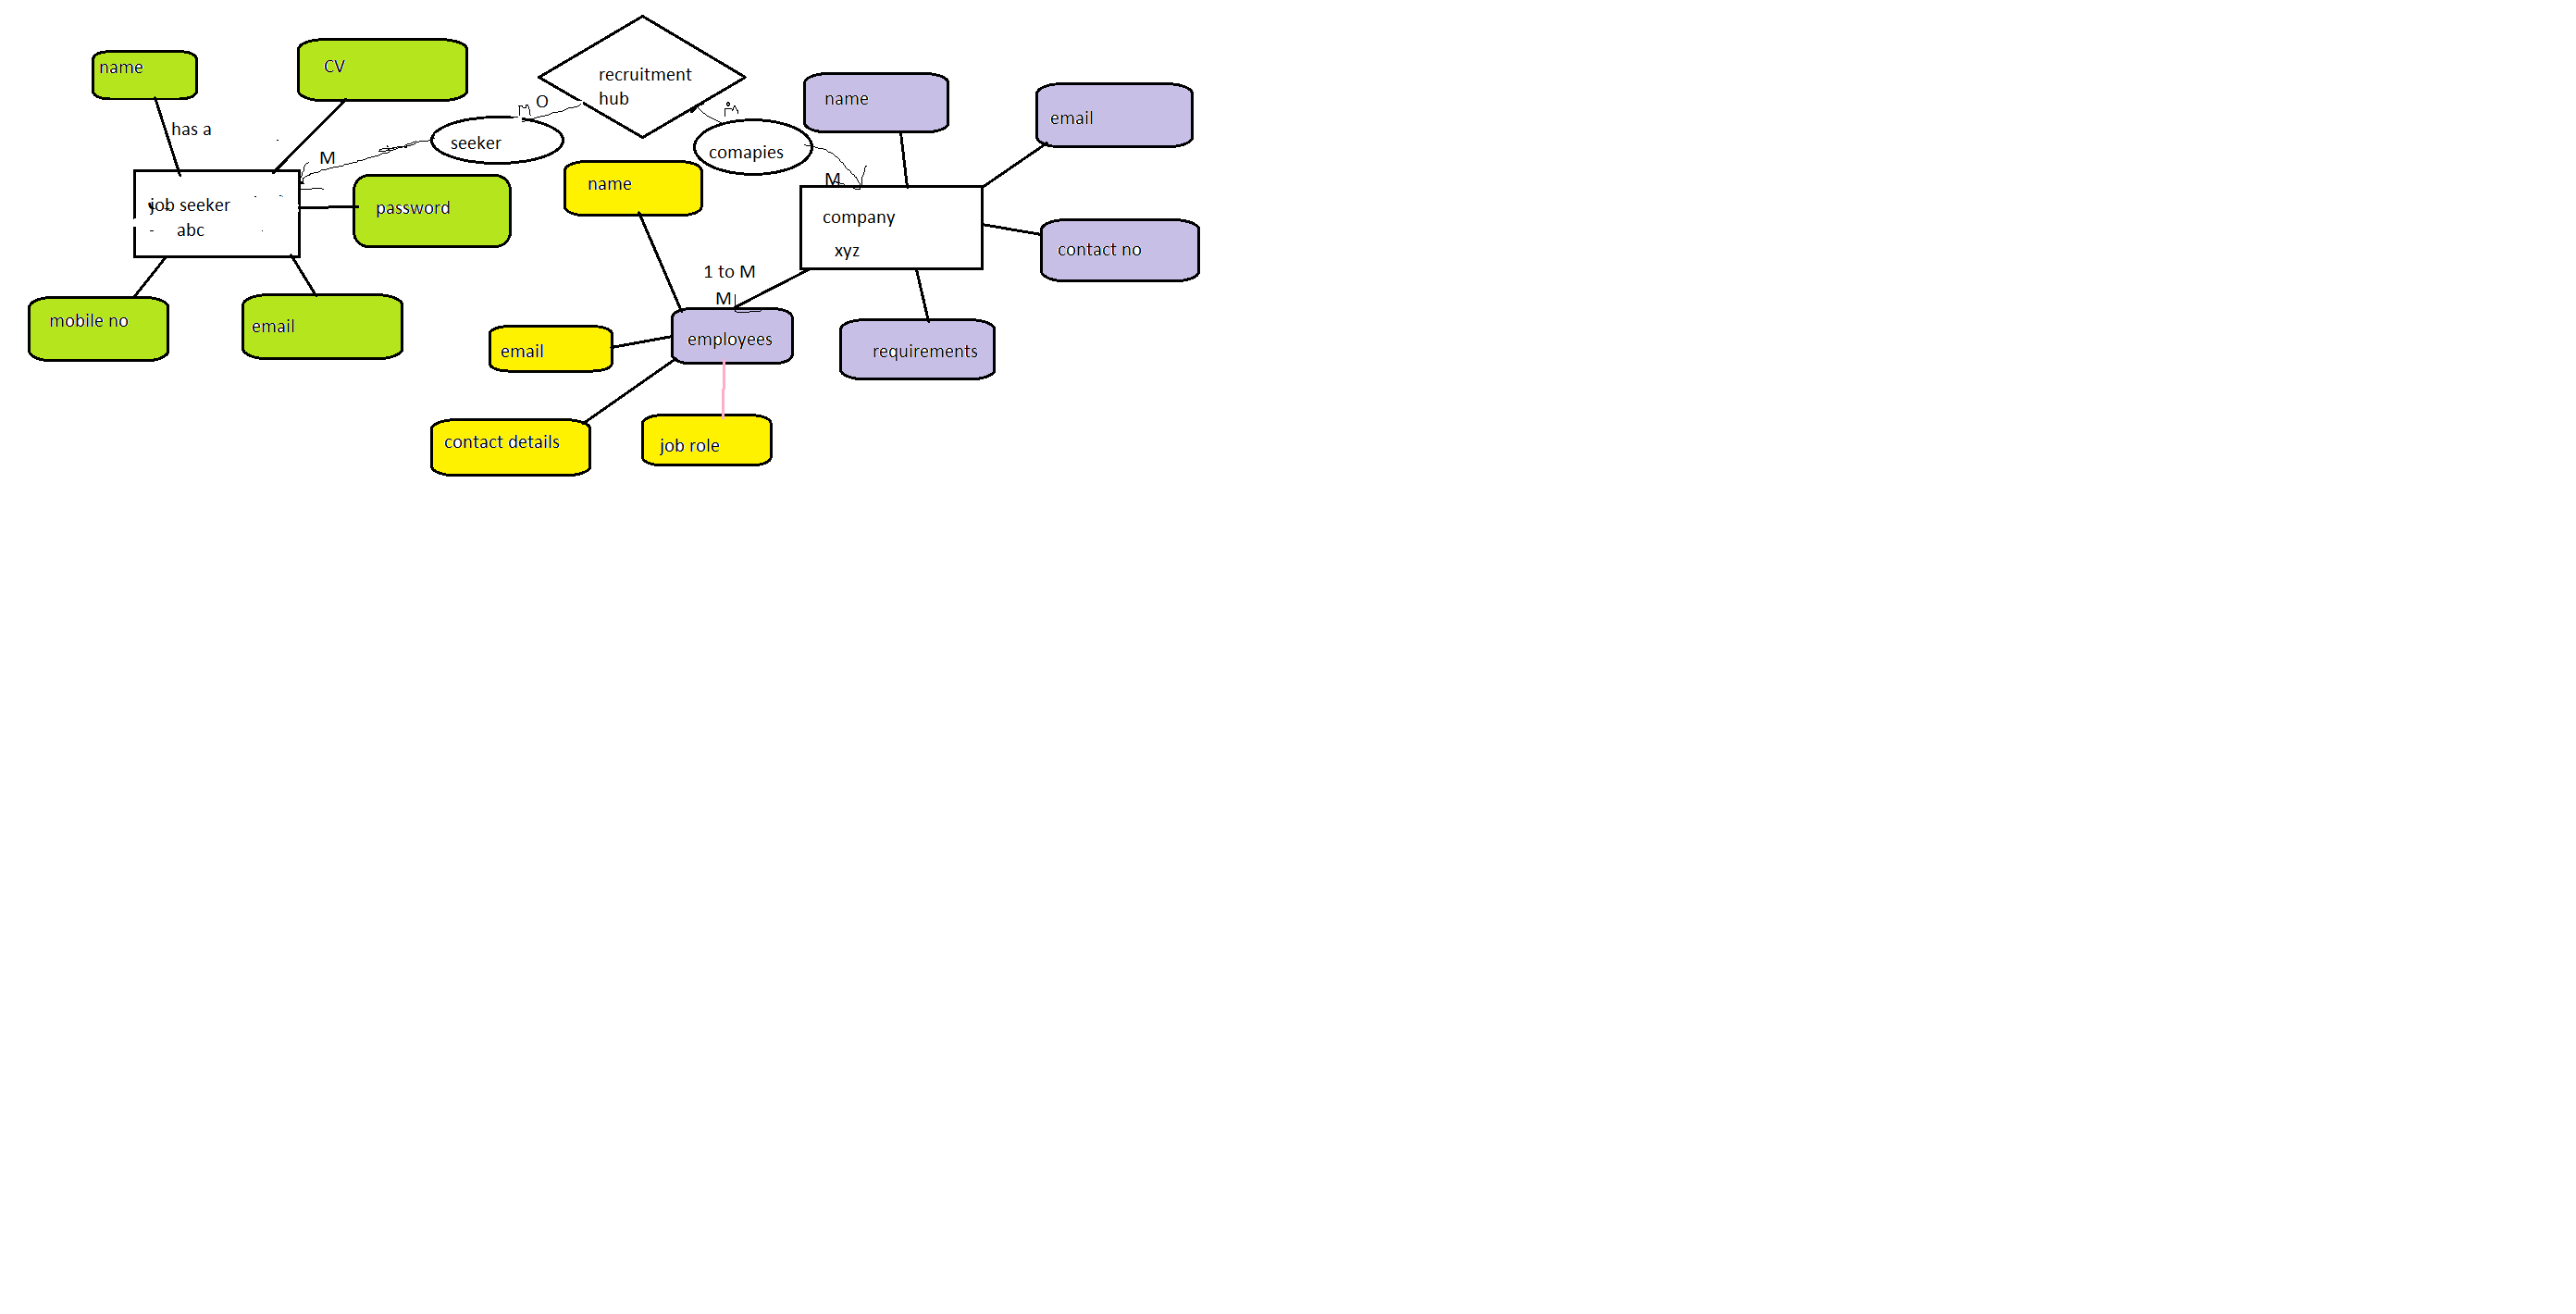 recruitment
hub
name
CV
name
email
has a
O
seeker
comapies
M
job seeker
abc
password
name
M
company
xyz
contact no
1 to M
M
mobile no
email
email
employees
requirements
contact details
job role